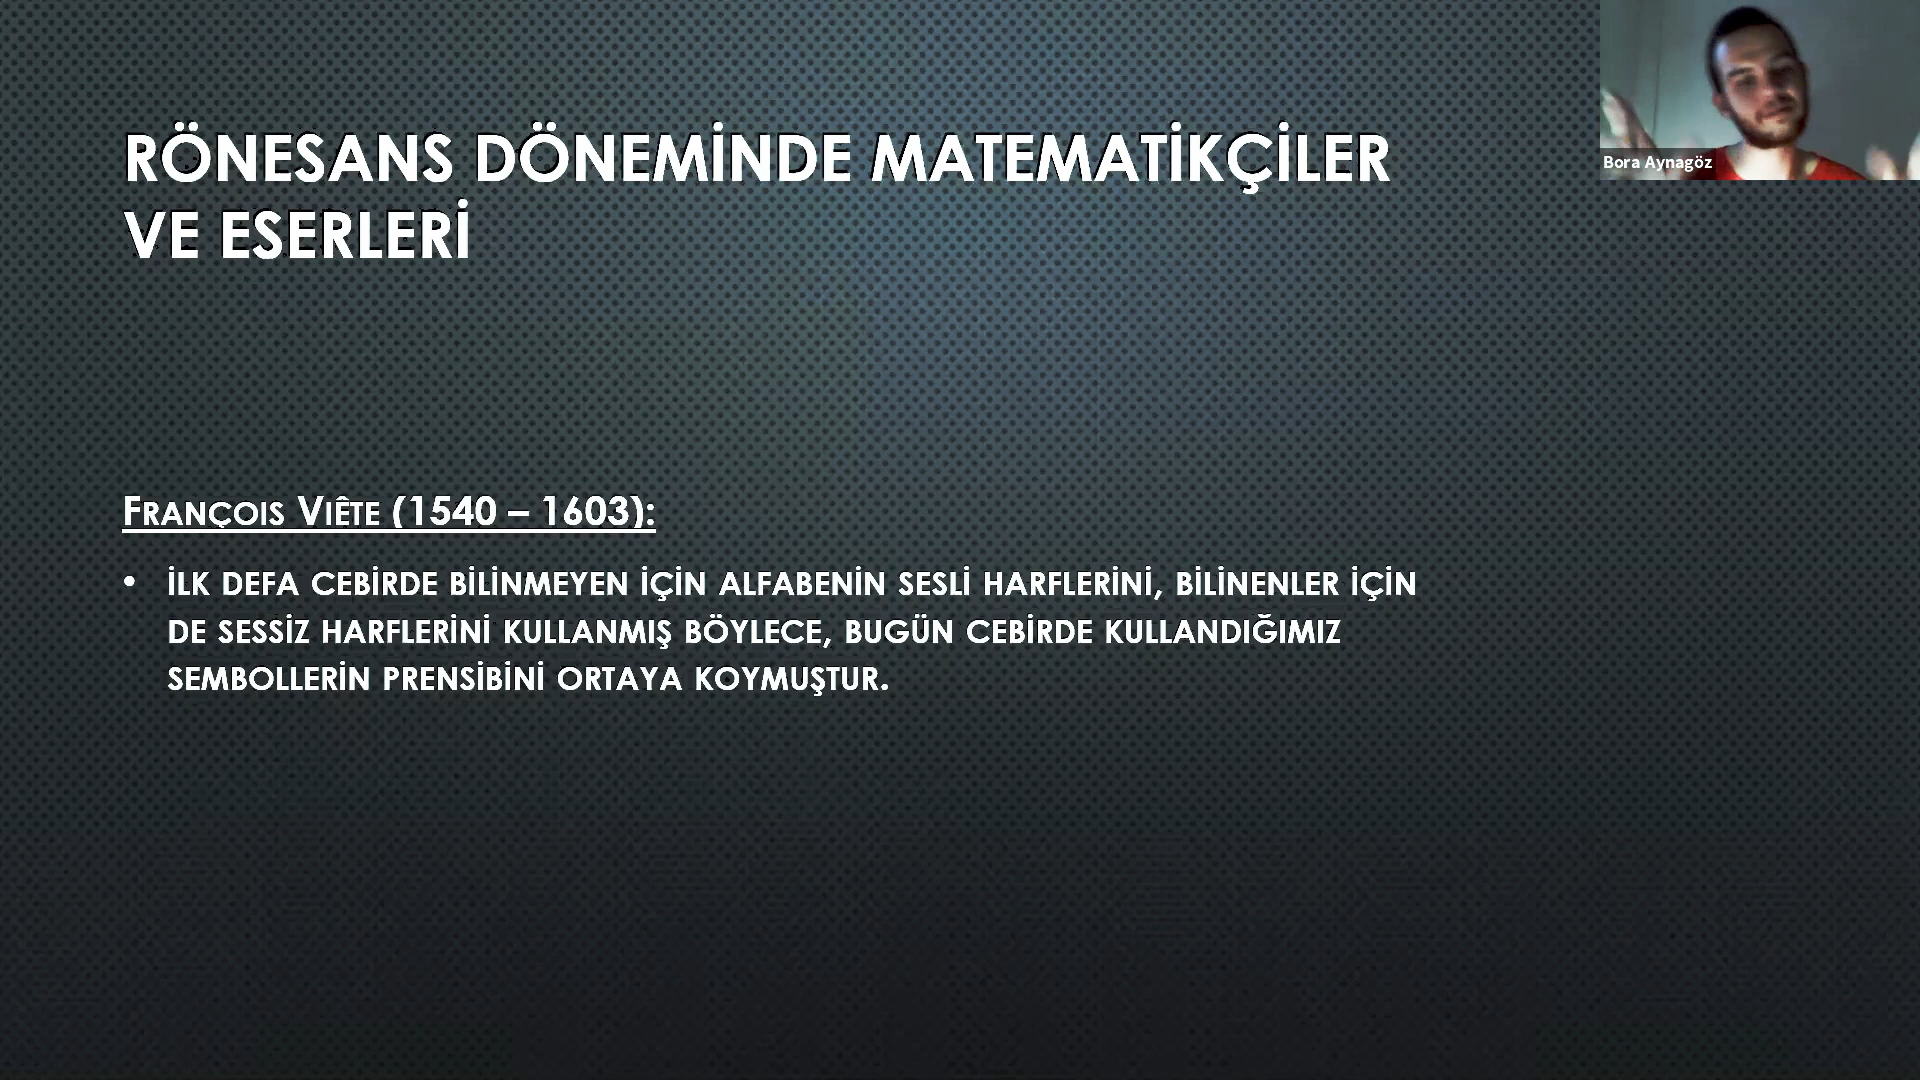 RÖNESANS DÖNEMİNDE MATEMATİKÇİLER
VE ESERLERİ
Bora Aynagöz
FRANÇOIS VIÊTE (1540 – 1603):
• İLK DEFA CEBİRDE BİLİNMEYEN İÇİN ALFABENİN SESLİ HARFLERİNİ, BİLİNENLER İÇİN
DE SESSİZ HARFLERİNİ KULLANMIŞ BÖYLECE, BUGÜN CEBİRDE KULLANDIĞIMIZ
SEMBOLLERİN PRENSİBİNİ ORTAYA KOYMUŞTUR.